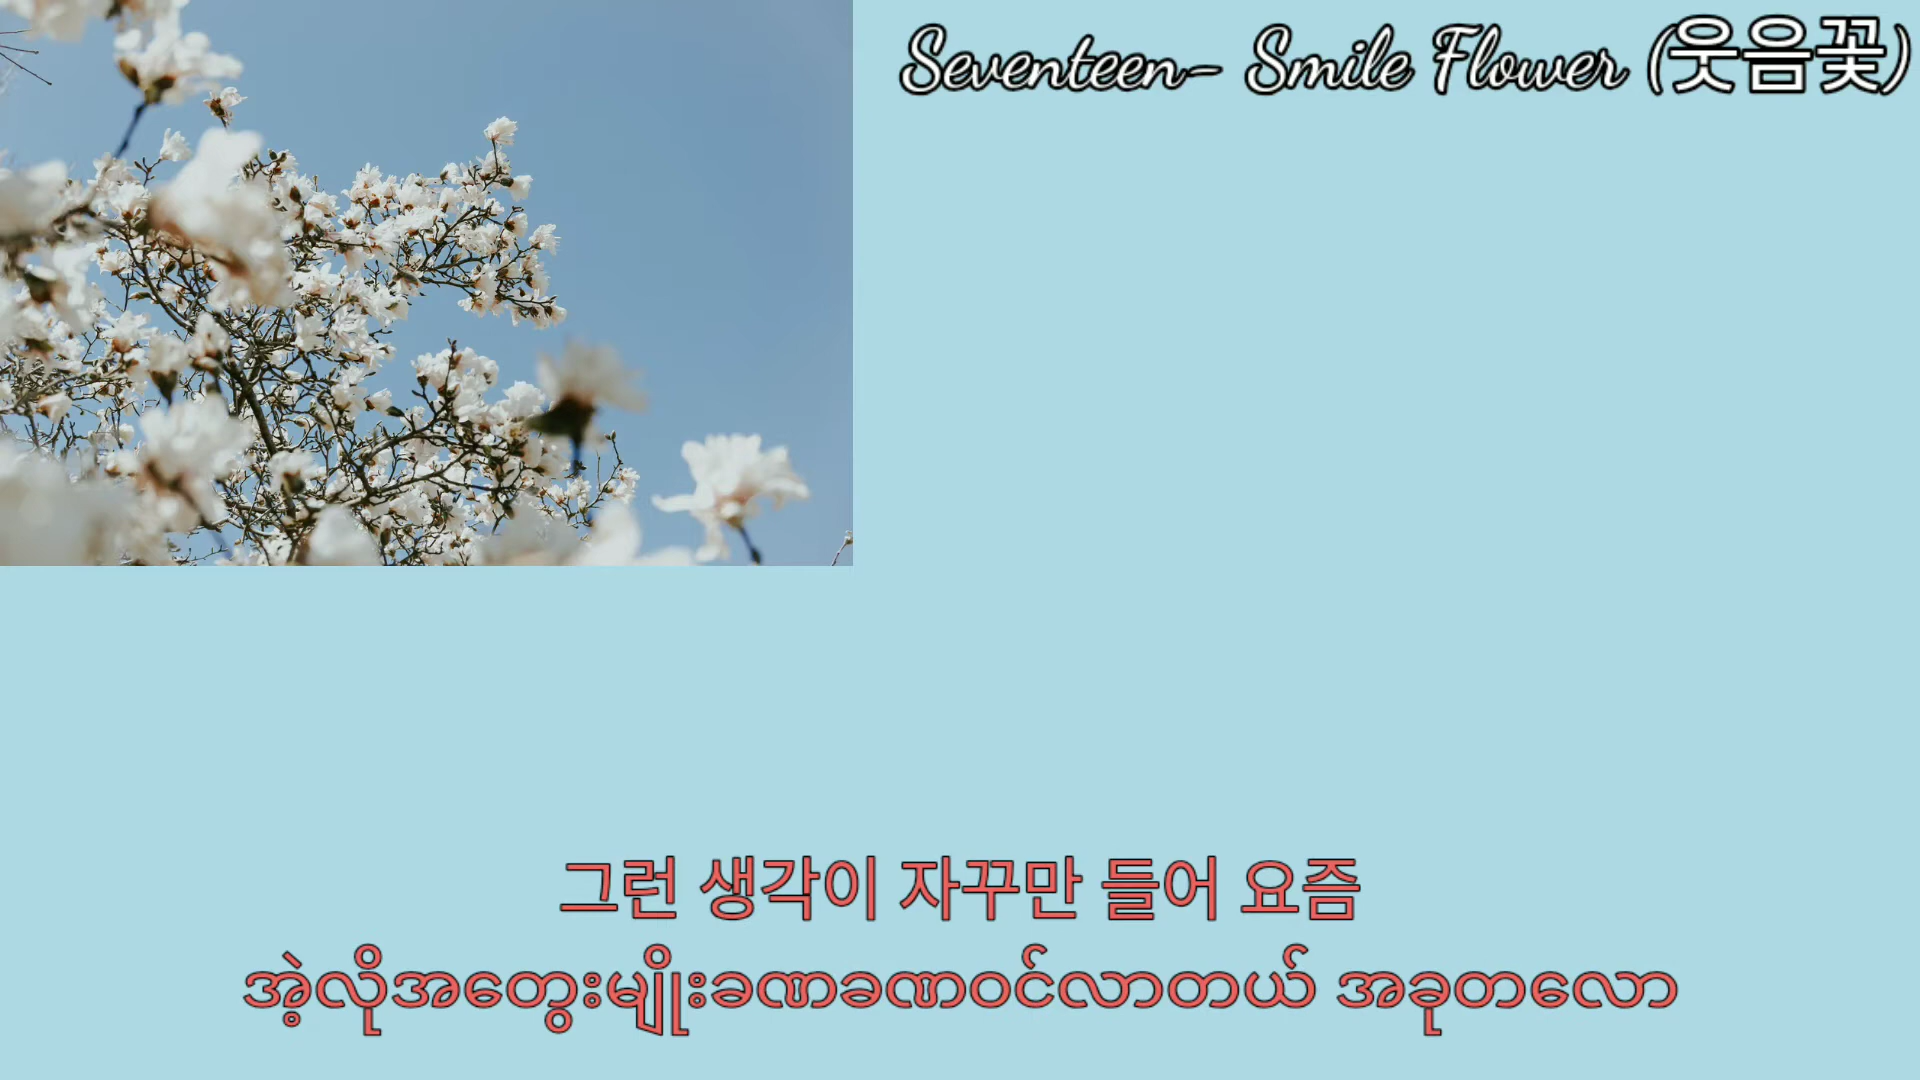 Seventeen- Smile Flower (웃음꽃)
그런 생각이 자꾸만 들어 요즘
အဲ့လိုအတွေးမျိုးခဏခဏဝင်လာတယ် အခုတလော